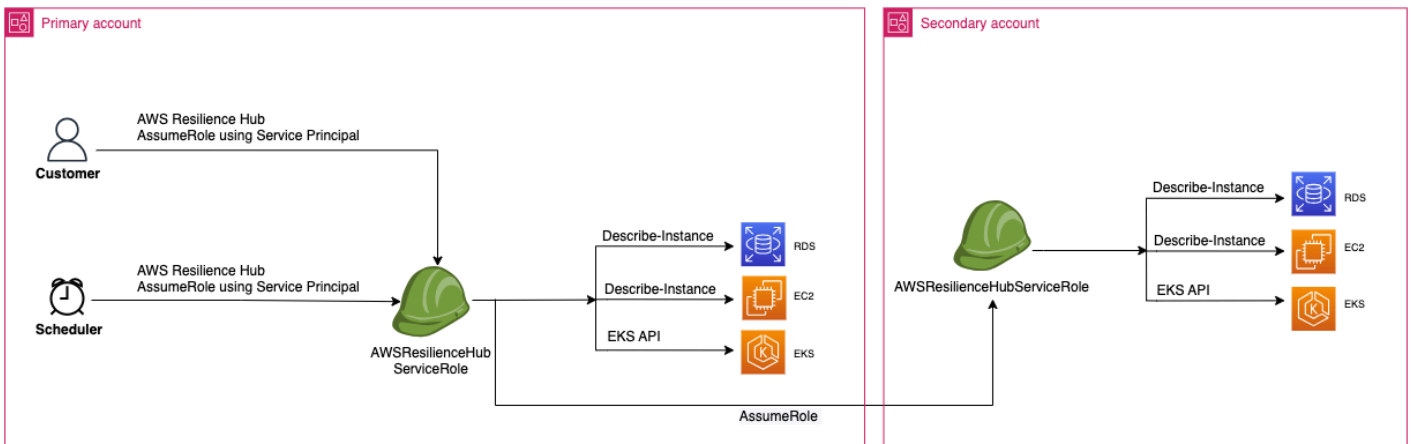 Primary account
AWS Resilience Hub
AssumeRole using Service Principal
Customer
AWS Resilience Hub
AssumeRole using Service Principal
Scheduler
AWSResilienceHub
ServiceRole
Describe-Instance
RDS
Describe-Instance
EC2
EKS API
EKS
AssumeRole
Secondary account
AWSResilienceHubServiceRole
Describe-Instance
RDS
Describe-Instance
EC2
EKS API
EKS